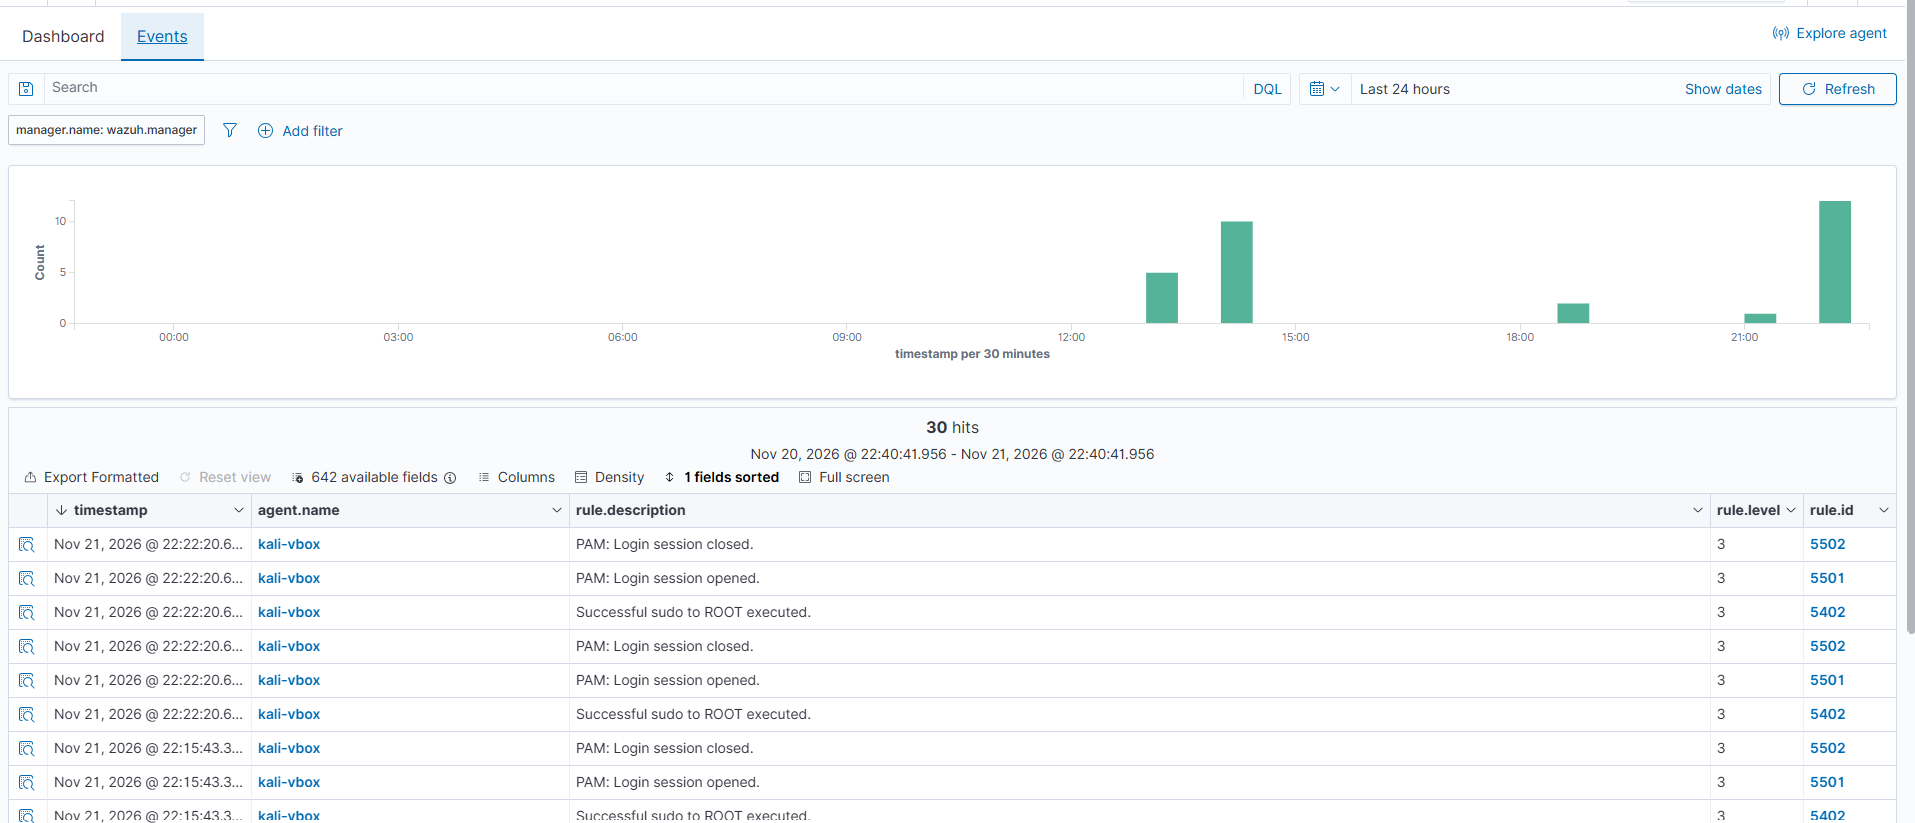 Dashboard Events Explore agent
Search DQL Last 24 hours Show dates Refresh
manager.name: wazuh.manager Add filter
10
5
0
Count
00:00 03:00 06:00 09:00 12:00 15:00 18:00 21:00
timestamp per 30 minutes
30 hits
Nov 20, 2026 @ 22:40:41.956 - Nov 21, 2026 @ 22:40:41.956
Export Formatted Reset view 642 available fields Columns Density 1 fields sorted Full screen
timestamp agent.name rule.description rule.level rule.id
Nov 21, 2026 @ 22:22:20.6... kali-vbox PAM: Login session closed. 3 5502
Nov 21, 2026 @ 22:22:20.6... kali-vbox PAM: Login session opened. 3 5501
Nov 21, 2026 @ 22:22:20.6... kali-vbox Successful sudo to ROOT executed. 3 5402
Nov 21, 2026 @ 22:22:20.6... kali-vbox PAM: Login session closed. 3 5502
Nov 21, 2026 @ 22:22:20.6... kali-vbox PAM: Login session opened. 3 5501
Nov 21, 2026 @ 22:22:20.6... kali-vbox Successful sudo to ROOT executed. 3 5402
Nov 21, 2026 @ 22:15:43.3... kali-vbox PAM: Login session closed. 3 5502
Nov 21, 2026 @ 22:15:43.3... kali-vbox PAM: Login session opened. 3 5501
Nov 21, 2026 @ 22:15:43.3... kali-vbox Successful sudo to ROOT executed. 3 5402